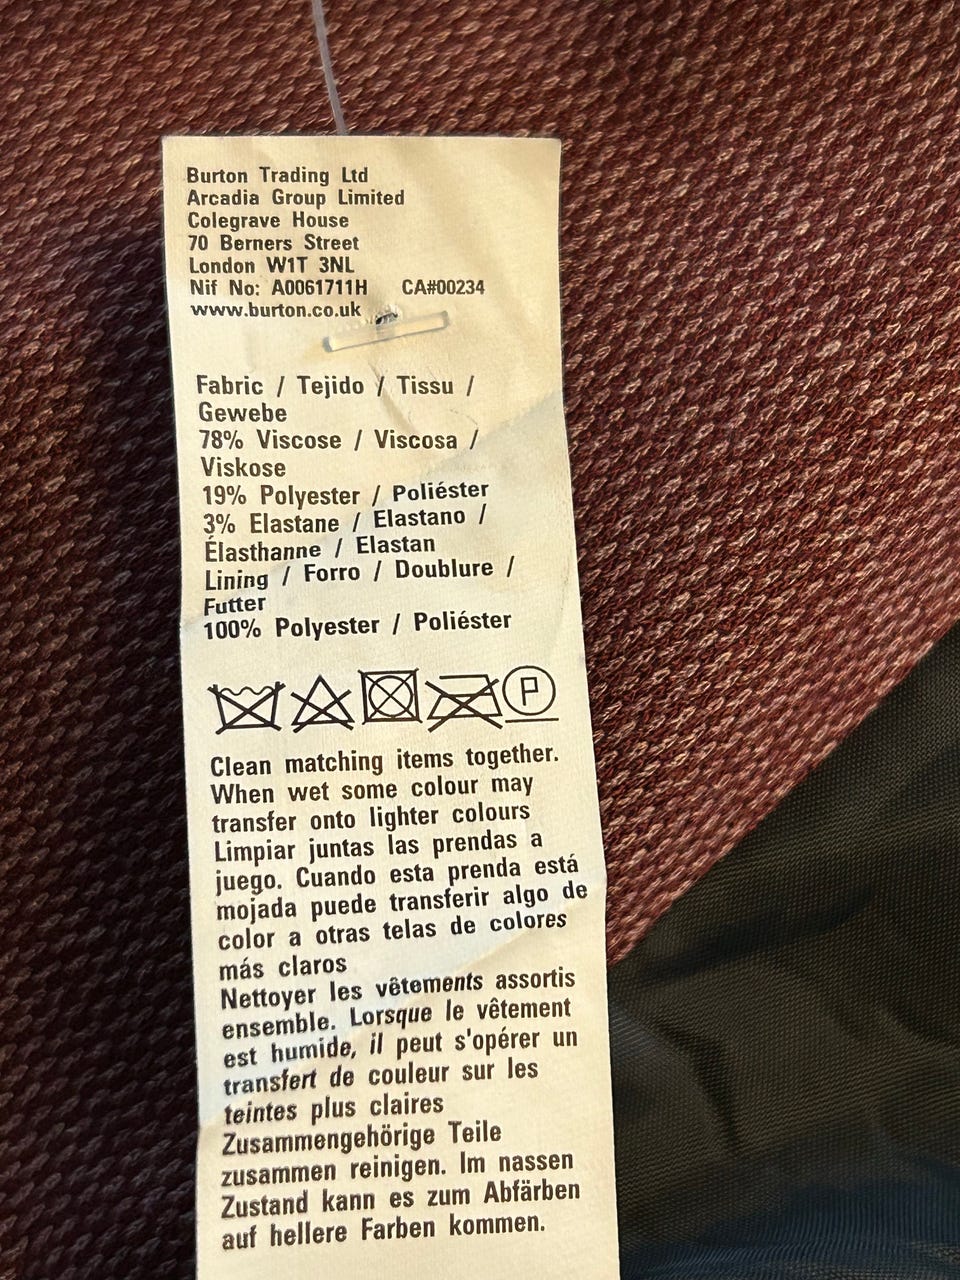 Burton Trading Ltd
Arcadia Group Limited
Colegrave House
70 Berners Street
London W1T 3NL
Nif No: A0061711H CA#00234
www.burton.co.uk
Fabric / Tejido / Tissu /
Gewebe
78% Viscose / Viscosa /
Viskose
19% Polyester / Poliéster
3% Elastane / Elastano /
Élasthanne / Elastan
Lining / Forro / Doublure /
Futter
100% Polyester / Poliéster
P
Clean matching items together.
When wet some colour may
transfer onto lighter colours
Limpiar juntas las prendas a
juego. Cuando esta prenda está
mojada puede transferir algo de
color a otras telas de colores
más claros
Nettoyer les vêtements assortis
ensemble. Lorsque le vêtement
est humide, il peut s'opérer un
transfert de couleur sur les
teintes plus claires
Zusammengehörige Teile
zusammen reinigen. Im nassen
Zustand kann es zum Abfärben
auf hellere Farben kommen.